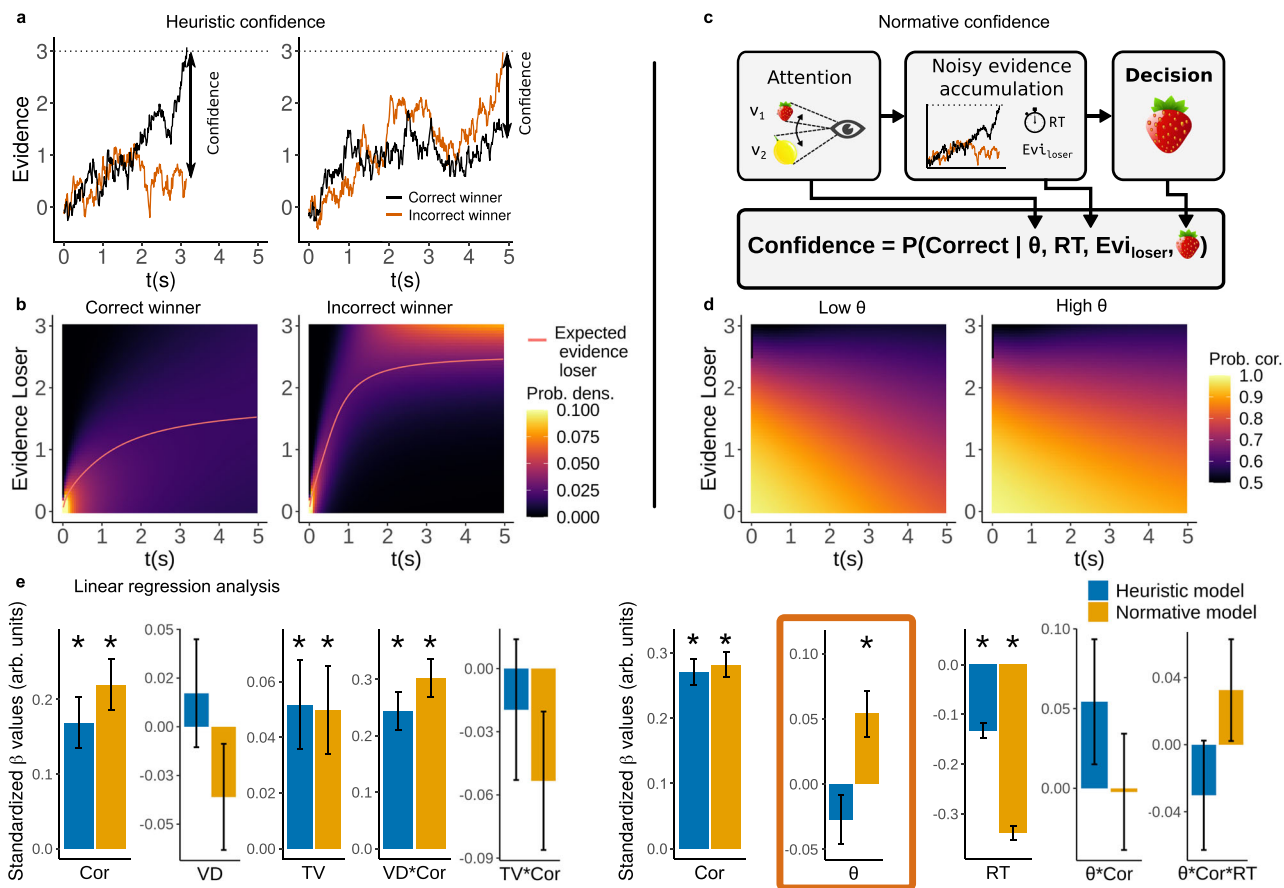 a
Heuristic confidence
Evidence
3
2
1
0
Confidence
Confidence
Correct winner
Incorrect winner
0 1 2 3 4 5
t(s)
0 1 2 3 4 5
t(s)
b
Correct winner
Incorrect winner
Evidence Loser
3
2
1
0
0 1 2 3 4 5
t(s)
0 1 2 3 4 5
t(s)
Expected
evidence
loser
Prob. dens.
0.100
0.075
0.050
0.025
0.000
c
Normative confidence
Attention
v1
v2
Noisy evidence
accumulation
RT
Evi_loser
Decision
Confidence = P(Correct | θ, RT, Evi_loser, )
d
Low θ
High θ
Evidence Loser
3
2
1
0
0 1 2 3 4 5
t(s)
0 1 2 3 4 5
t(s)
Prob. cor.
1.0
0.9
0.8
0.7
0.6
0.5
e
Linear regression analysis
Standardized β values (arb. units)
0.2
0.1
0.0
* *
Cor
0.05
0.02
0.00
-0.03
-0.05
VD
0.06
0.04
0.02
0.00
* *
TV
0.3
0.2
0.1
0.0
* *
VD*Cor
0.00
-0.03
-0.06
-0.09
TV*Cor
Heuristic model
Normative model
Standardized β values (arb. units)
0.3
0.2
0.1
0.0
* *
Cor
0.10
0.05
0.00
-0.05
*
θ
0.0
-0.1
-0.2
-0.3
* *
RT
0.10
0.05
0.00
θ*Cor
0.04
0.00
-0.04
θ*Cor*RT